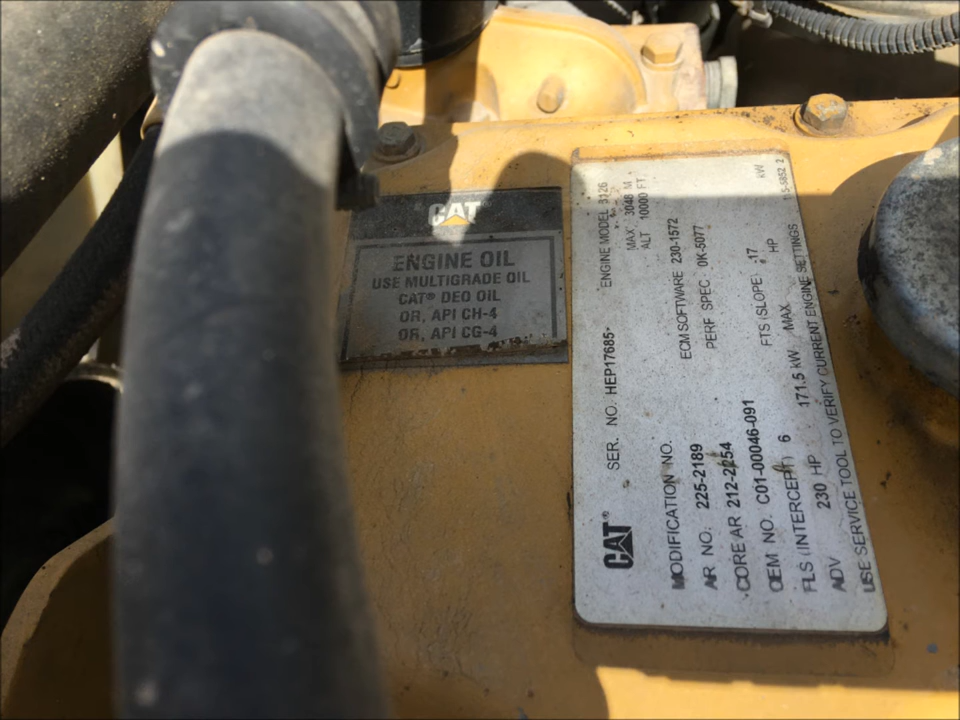 CAT
ENGINE OIL
USE MULTIGRADE OIL
CAT® DEO OIL
OR, API CH-4
OR, API CG-4
CAT® SER. NO. HEP17685- ENGINE MODEL 3126
MODIFICATION NO. MAX 3048 M
ALT 10000 FT
AR NO. 225-2189 ECM SOFTWARE 230-1572
CORE AR 212-2254 PERF SPEC 0K-5077
OEM NO. C01-00046-091
FLS (INTERCEPT) 6 FTS (SLOPE) -17
ADV 230 HP 171.5 kW MAX HP kW
USE SERVICE TOOL TO VERIFY CURRENT ENGINE SETTINGS